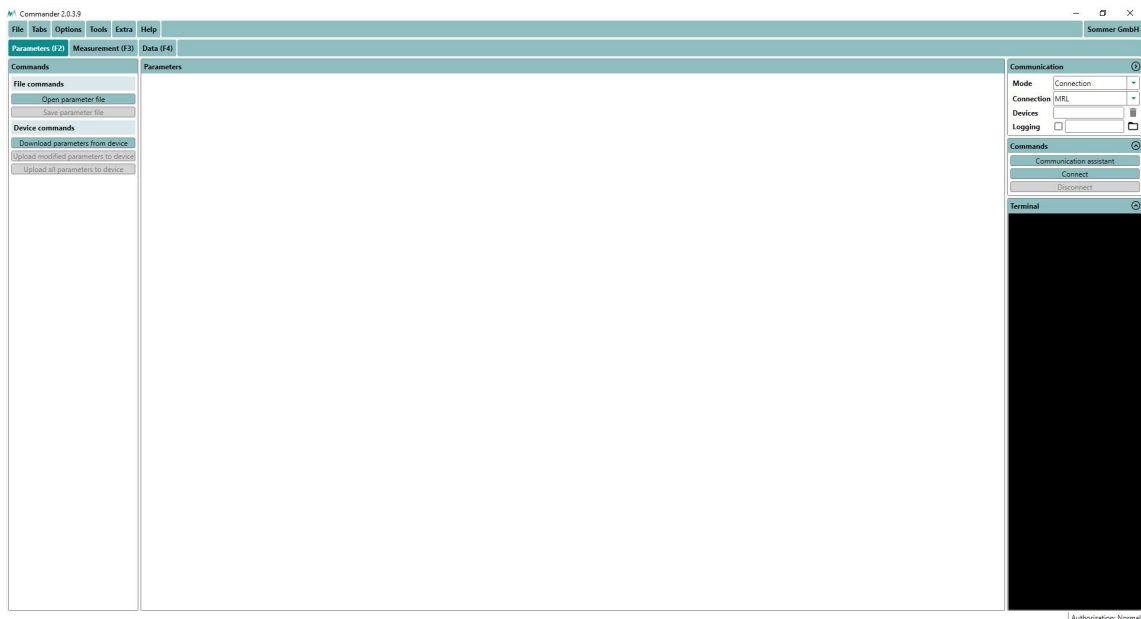 Commander 2.0.3.9
File Tabs Options Tools Extra Help Sommer GmbH
Parameters (F2) Measurement (F3) Data (F4)
Commands
File commands
Open parameter file
Save parameter file
Device commands
Download parameters from device
Upload modified parameters to device
Upload all parameters to device
Parameters
Communication
Mode Connection
Connection MRL
Devices
Logging
Commands
Communication assistant
Connect
Disconnect
Terminal
Authorization: Normal